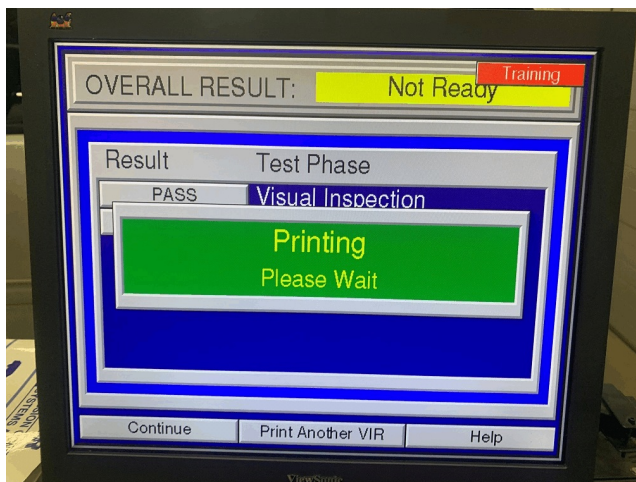 Training
OVERALL RESULT: Not Ready
Result Test Phase
PASS Visual Inspection
Printing
Please Wait
Continue Print Another VIR Help
ViewSonic
SYSTEMS